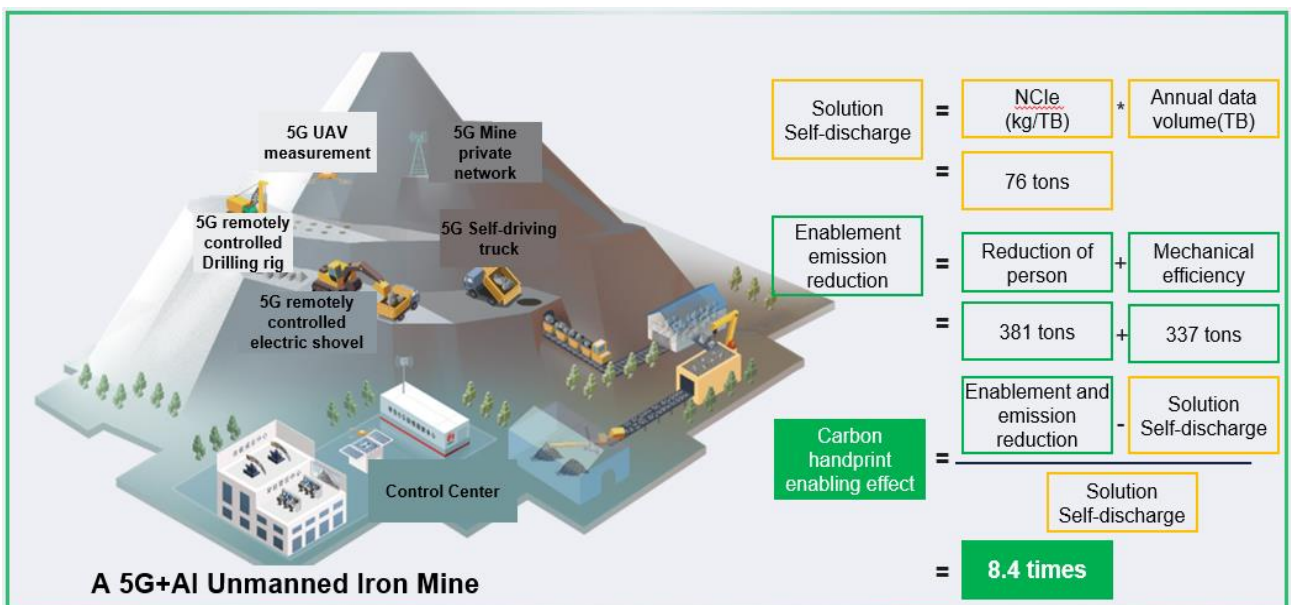 5G UAV
measurement
5G Mine
private
network
5G remotely
controlled
Drilling rig
5G Self-driving
truck
5G remotely
controlled
electric shovel
Control Center
A 5G+AI Unmanned Iron Mine
Solution
Self-discharge
=
NCIe
(kg/TB)
*
Annual data
volume(TB)
=
76 tons
Enablement
emission
reduction
=
Reduction of
person
+
Mechanical
efficiency
=
381 tons
+
337 tons
Carbon
handprint
enabling effect
=
Enablement and
emission
reduction
-
Solution
Self-discharge
Solution
Self-discharge
=
8.4 times